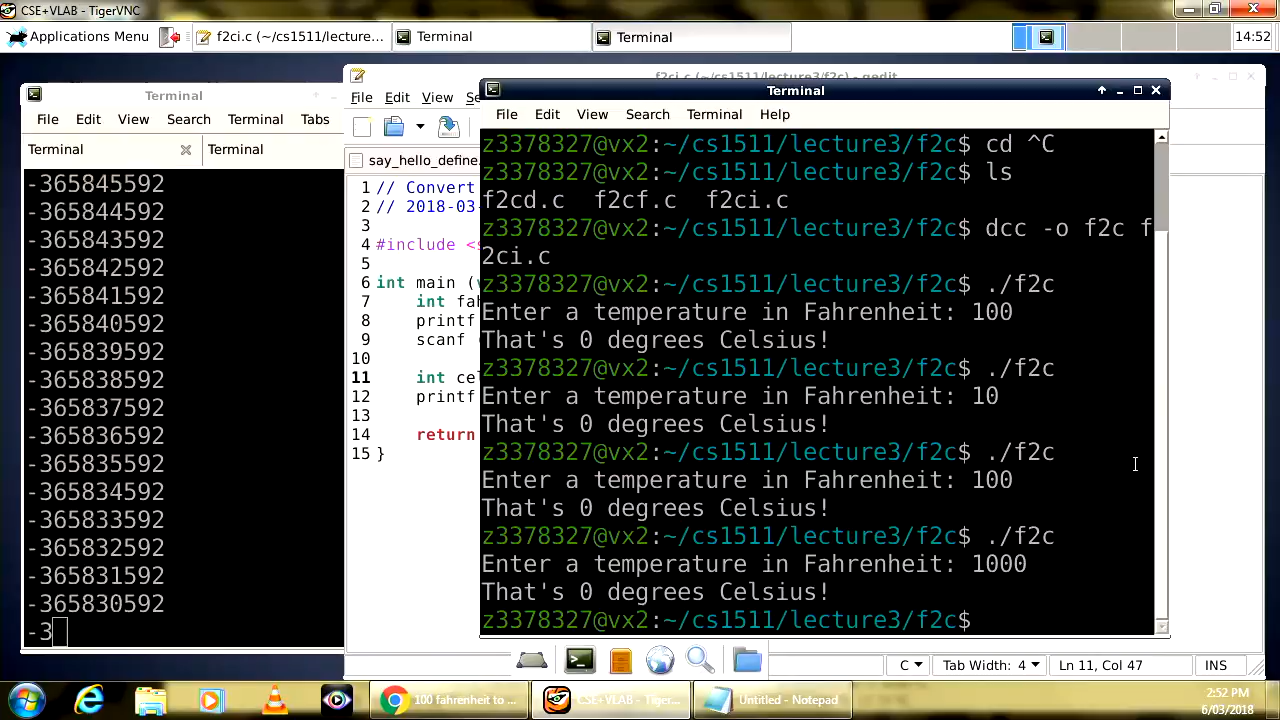 CSE+VLAB - TigerVNC
Applications Menu
f2ci.c (~/cs1511/lecture...
Terminal
Terminal
14:52
f2ci.c (~/cs1511/lecture3/f2c) - gedit
Terminal
File Edit View Search Terminal Tabs
Terminal
Terminal
-365845592
-365844592
-365843592
-365842592
-365841592
-365840592
-365839592
-365838592
-365837592
-365836592
-365835592
-365834592
-365833592
-365832592
-365831592
-365830592
-3
File Edit View Se
say_hello_define.
1 // Convert
2 // 2018-03
3
4 #include <s
5
6 int main (v
7 int fah
8 printf
9 scanf (
10
11 int cel
12 printf
13
14 return
15 }
Terminal
File Edit View Search Terminal Help
z3378327@vx2:~/cs1511/lecture3/f2c$ cd ^C
z3378327@vx2:~/cs1511/lecture3/f2c$ ls
f2cd.c f2cf.c f2ci.c
z3378327@vx2:~/cs1511/lecture3/f2c$ dcc -o f2c f
2ci.c
z3378327@vx2:~/cs1511/lecture3/f2c$ ./f2c
Enter a temperature in Fahrenheit: 100
That's 0 degrees Celsius!
z3378327@vx2:~/cs1511/lecture3/f2c$ ./f2c
Enter a temperature in Fahrenheit: 10
That's 0 degrees Celsius!
z3378327@vx2:~/cs1511/lecture3/f2c$ ./f2c
Enter a temperature in Fahrenheit: 100
That's 0 degrees Celsius!
z3378327@vx2:~/cs1511/lecture3/f2c$ ./f2c
Enter a temperature in Fahrenheit: 1000
That's 0 degrees Celsius!
z3378327@vx2:~/cs1511/lecture3/f2c$
C Tab Width: 4 Ln 11, Col 47 INS
100 fahrenheit to ...
CSE+VLAB - Tiger...
Untitled - Notepad
2:52 PM
6/03/2018